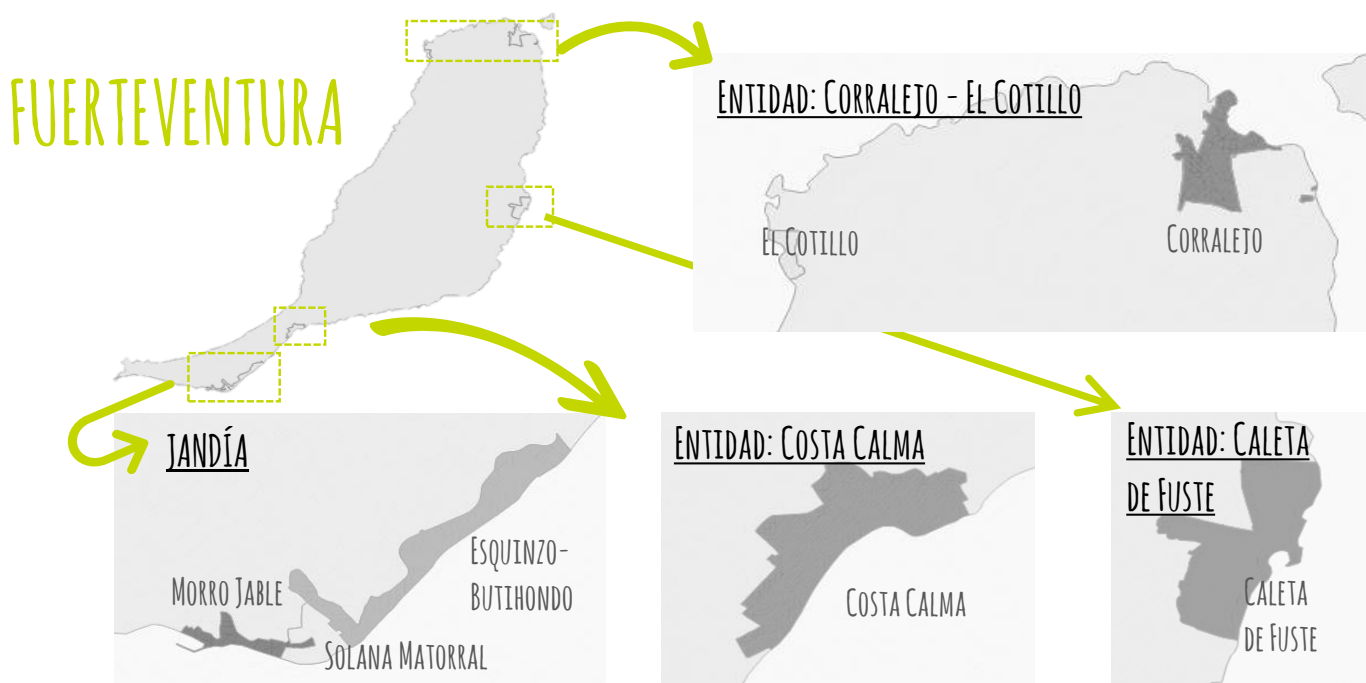 FUERTEVENTURA
ENTIDAD: CORRALEJO - EL COTILLO
EL COTILLO
CORRALEJO
JANDÍA
MORRO JABLE
ESQUINZO-
BUTIHONDO
SOLANA MATORRAL
ENTIDAD: COSTA CALMA
COSTA CALMA
ENTIDAD: CALETA
DE FUSTE
CALETA
DE FUSTE